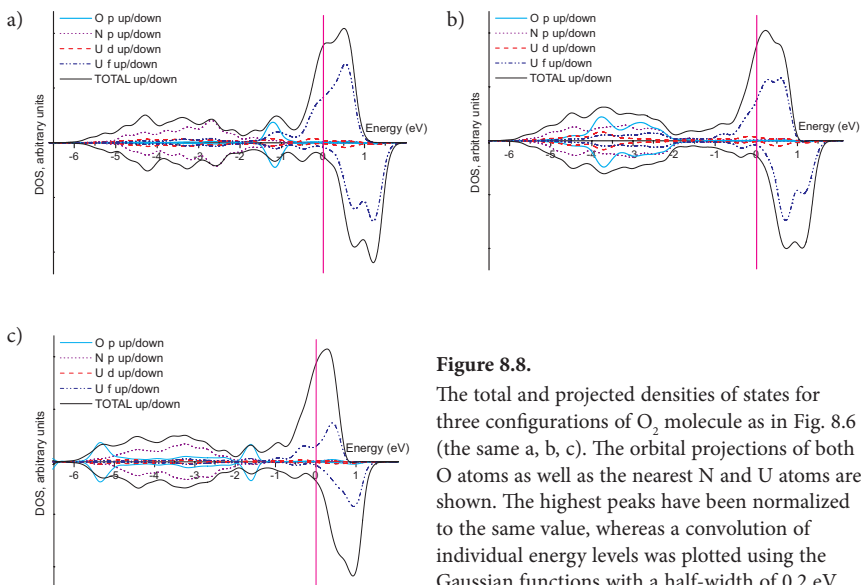 a)
O p up/down
N p up/down
U d up/down
U f up/down
TOTAL up/down
DOS, arbitrary units
Energy (eV)
-6 -5 -4 -3 -2 -1 0 1
b)
O p up/down
N p up/down
U d up/down
U f up/down
TOTAL up/down
DOS, arbitrary units
Energy (eV)
-6 -5 -4 -3 -2 -1 0 1
c)
O p up/down
N p up/down
U d up/down
U f up/down
TOTAL up/down
DOS, arbitrary units
Energy (eV)
-6 -5 -4 -3 -2 -1 0 1
Figure 8.8.
The total and projected densities of states for
three configurations of O₂ molecule as in Fig. 8.6
(the same a, b, c). The orbital projections of both
O atoms as well as the nearest N and U atoms are
shown. The highest peaks have been normalized
to the same value, whereas a convolution of
individual energy levels was plotted using the
Gaussian functions with a half-width of 0.2 eV